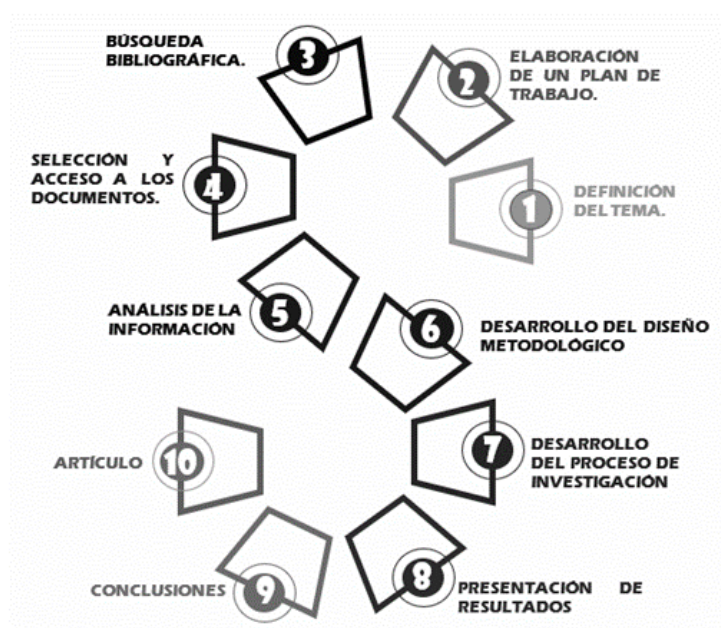 1
DEFINICIÓN
DEL TEMA.
2
ELABORACIÓN
DE UN PLAN DE
TRABAJO.
3
BÚSQUEDA
BIBLIOGRÁFICA.
4
SELECCIÓN Y
ACCESO A LOS
DOCUMENTOS.
5
ANÁLISIS DE LA
INFORMACIÓN
6
DESARROLLO DEL DISEÑO
METODOLÓGICO
7
DESARROLLO
DEL PROCESO DE
INVESTIGACIÓN
8
PRESENTACIÓN DE
RESULTADOS
9
CONCLUSIONES
10
ARTÍCULO